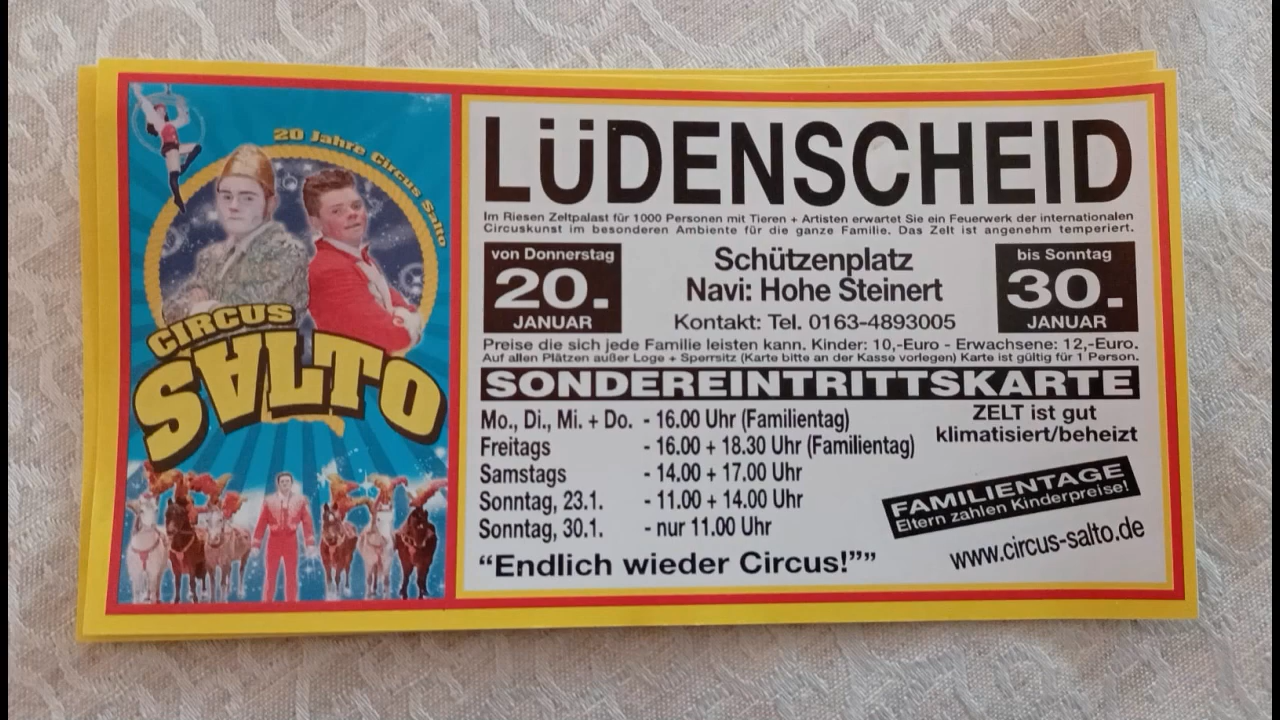 20 Jahre Circus Salto
CIRCUS
SALTO
LÜDENSCHEID
Im Riesen Zeltpalast für 1000 Personen mit Tieren + Artisten erwartet Sie ein Feuerwerk der internationalen
Circuskunst im besonderen Ambiente für die ganze Familie. Das Zelt ist angenehm temperiert.
von Donnerstag
20.
JANUAR
Schützenplatz
Navi: Hohe Steinert
Kontakt: Tel. 0163-4893005
bis Sonntag
30.
JANUAR
Preise die sich jede Familie leisten kann. Kinder: 10,-Euro - Erwachsene: 12,-Euro.
Auf allen Plätzen außer Loge + Sperrsitz (Karte bitte an der Kasse vorlegen) Karte ist gültig für 1 Person.
SONDEREINTRITTSKARTE
Mo., Di., Mi. + Do. - 16.00 Uhr (Familientag)
Freitags - 16.00 + 18.30 Uhr (Familientag)
Samstags - 14.00 + 17.00 Uhr
Sonntag, 23.1. - 11.00 + 14.00 Uhr
Sonntag, 30.1. - nur 11.00 Uhr
ZELT ist gut
klimatisiert/beheizt
FAMILIENTAGE
Eltern zahlen Kinderpreise!
“Endlich wieder Circus!””
www.circus-salto.de